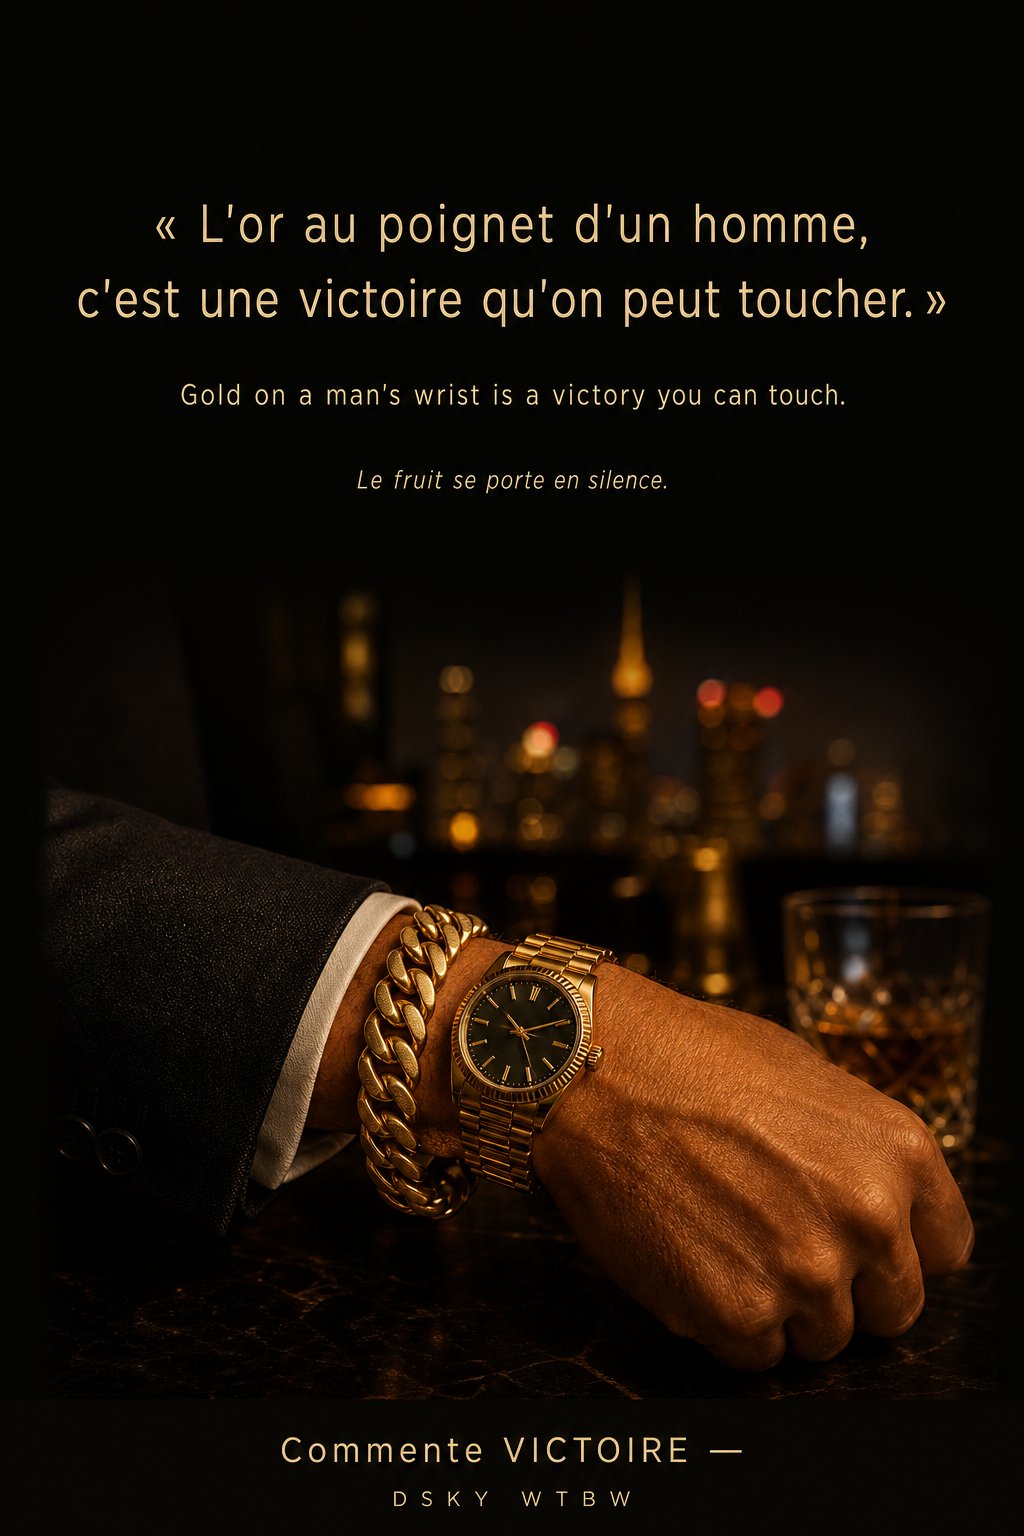 « L'or au poignet d'un homme,
c'est une victoire qu'on peut toucher. »
Gold on a man's wrist is a victory you can touch.
Le fruit se porte en silence.
Commente VICTOIRE —
DSKY WTBW